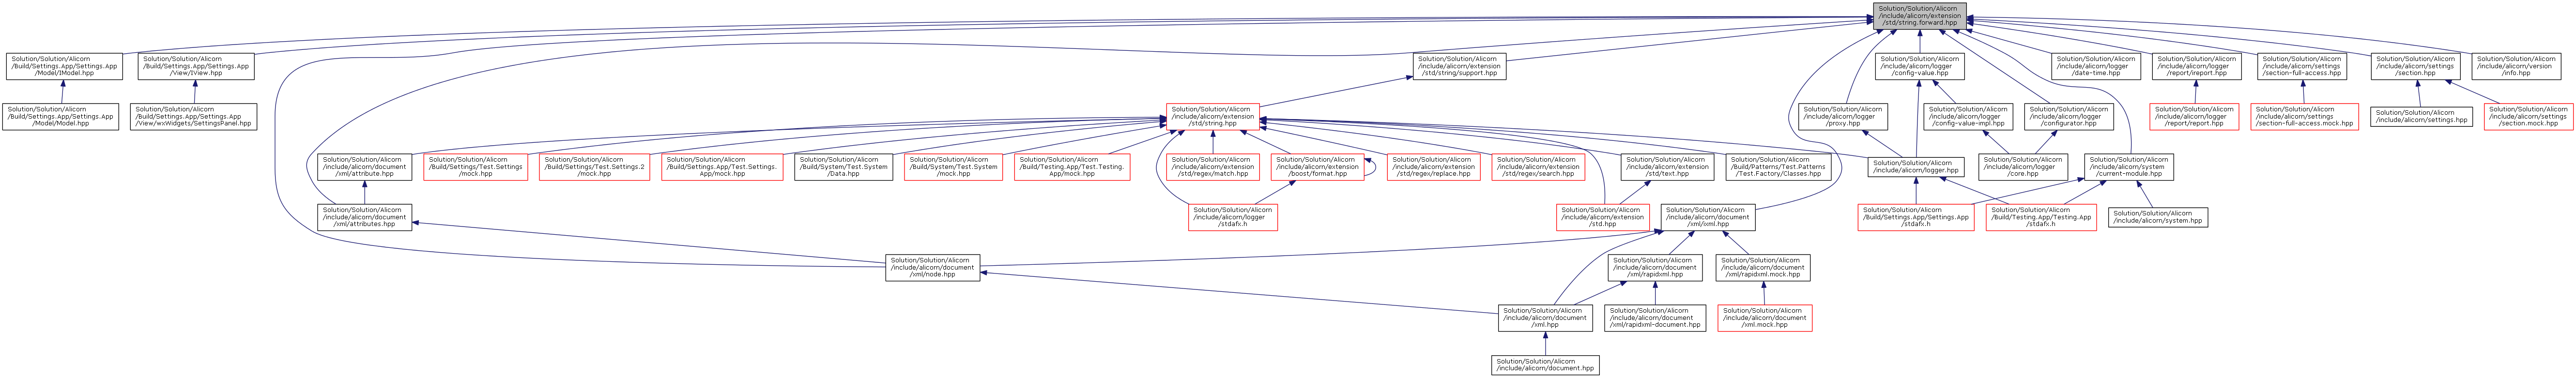 Solution/Solution/Alicorn
/include/alicorn/extension
/std/string.forward.hpp
Solution/Solution/Alicorn
/Build/Settings.App/Settings.App
/Model/IModel.hpp
Solution/Solution/Alicorn
/Build/Settings.App/Settings.App
/View/IView.hpp
Solution/Solution/Alicorn
/include/alicorn/extension
/std/string/support.hpp
Solution/Solution/Alicorn
/include/alicorn/logger
/config-value.hpp
Solution/Solution/Alicorn
/include/alicorn/logger
/date-time.hpp
Solution/Solution/Alicorn
/include/alicorn/logger
/report/ireport.hpp
Solution/Solution/Alicorn
/include/alicorn/settings
/section-full-access.hpp
Solution/Solution/Alicorn
/include/alicorn/settings
/section.hpp
Solution/Solution/Alicorn
/include/alicorn/version
/info.hpp
Solution/Solution/Alicorn
/Build/Settings.App/Settings.App
/Model/Model.hpp
Solution/Solution/Alicorn
/Build/Settings.App/Settings.App
/View/wxWidgets/SettingsPanel.hpp
Solution/Solution/Alicorn
/include/alicorn/extension
/std/string.hpp
Solution/Solution/Alicorn
/include/alicorn/logger
/proxy.hpp
Solution/Solution/Alicorn
/include/alicorn/logger
/config-value-impl.hpp
Solution/Solution/Alicorn
/include/alicorn/logger
/configurator.hpp
Solution/Solution/Alicorn
/include/alicorn/logger
/report/report.hpp
Solution/Solution/Alicorn
/include/alicorn/settings
/section-full-access.mock.hpp
Solution/Solution/Alicorn
/include/alicorn/settings.hpp
Solution/Solution/Alicorn
/include/alicorn/settings
/section.mock.hpp
Solution/Solution/Alicorn
/include/alicorn/document
/xml/attribute.hpp
Solution/Solution/Alicorn
/Build/Settings/Test.Settings
/mock.hpp
Solution/Solution/Alicorn
/Build/Settings/Test.Settings.2
/mock.hpp
Solution/Solution/Alicorn
/Build/Settings.App/Test.Settings.
App/mock.hpp
Solution/Solution/Alicorn
/Build/System/Test.System
/Data.hpp
Solution/Solution/Alicorn
/Build/System/Test.System
/mock.hpp
Solution/Solution/Alicorn
/Build/Testing.App/Test.Testing.
App/mock.hpp
Solution/Solution/Alicorn
/include/alicorn/extension
/std/regex/match.hpp
Solution/Solution/Alicorn
/include/alicorn/extension
/boost/format.hpp
Solution/Solution/Alicorn
/include/alicorn/extension
/std/regex/replace.hpp
Solution/Solution/Alicorn
/include/alicorn/extension
/std/regex/search.hpp
Solution/Solution/Alicorn
/include/alicorn/extension
/std/text.hpp
Solution/Solution/Alicorn
/Build/Patterns/Test.Patterns
/Test.Factory/Classes.hpp
Solution/Solution/Alicorn
/include/alicorn/logger.hpp
Solution/Solution/Alicorn
/include/alicorn/logger
/core.hpp
Solution/Solution/Alicorn
/include/alicorn/system
/current-module.hpp
Solution/Solution/Alicorn
/include/alicorn/document
/xml/attributes.hpp
Solution/Solution/Alicorn
/include/alicorn/logger
/stdafx.h
Solution/Solution/Alicorn
/include/alicorn/extension
/std.hpp
Solution/Solution/Alicorn
/include/alicorn/document
/xml/ixml.hpp
Solution/Solution/Alicorn
/Build/Settings.App/Settings.App
/stdafx.h
Solution/Solution/Alicorn
/Build/Testing.App/Testing.App
/stdafx.h
Solution/Solution/Alicorn
/include/alicorn/system.hpp
Solution/Solution/Alicorn
/include/alicorn/document
/xml/node.hpp
Solution/Solution/Alicorn
/include/alicorn/document
/xml/rapidxml.hpp
Solution/Solution/Alicorn
/include/alicorn/document
/xml/rapidxml.mock.hpp
Solution/Solution/Alicorn
/include/alicorn/document
/xml.hpp
Solution/Solution/Alicorn
/include/alicorn/document
/xml/rapidxml-document.hpp
Solution/Solution/Alicorn
/include/alicorn/document
/xml.mock.hpp
Solution/Solution/Alicorn
/include/alicorn/document.hpp